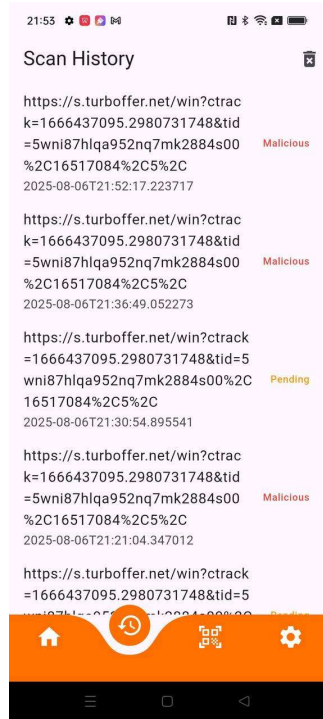 21:53
Scan History
https://s.turboffer.net/win?ctrac
k=1666437095.2980731748&tid
=5wni87hlqa952nq7mk2884s00
%2C16517084%2C5%2C
Malicious
2025-08-06T21:52:17.223717
https://s.turboffer.net/win?ctrac
k=1666437095.2980731748&tid
=5wni87hlqa952nq7mk2884s00
%2C16517084%2C5%2C
Malicious
2025-08-06T21:36:49.052273
https://s.turboffer.net/win?ctrack
=1666437095.2980731748&tid=5
wni87hlqa952nq7mk2884s00%2C
16517084%2C5%2C
Pending
2025-08-06T21:30:54.895541
https://s.turboffer.net/win?ctrac
k=1666437095.2980731748&tid
=5wni87hlqa952nq7mk2884s00
%2C16517084%2C5%2C
Malicious
2025-08-06T21:21:04.347012
https://s.turboffer.net/win?ctrack
=1666437095.2980731748&tid=5